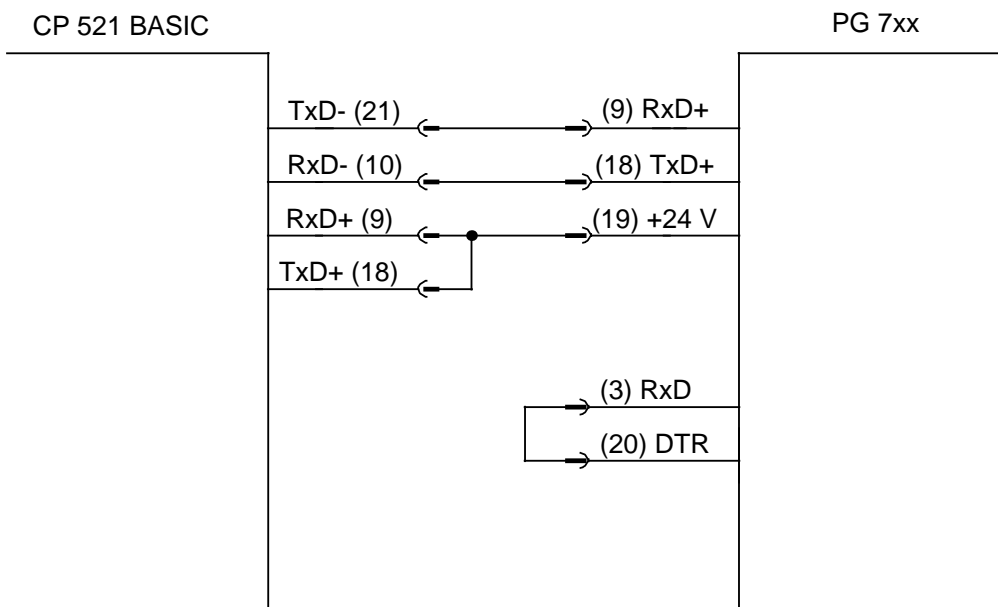 CP 521 BASIC PG 7xx
TxD- (21) (9) RxD+
RxD- (10) (18) TxD+
RxD+ (9) (19) +24 V
TxD+ (18)
(3) RxD
(20) DTR